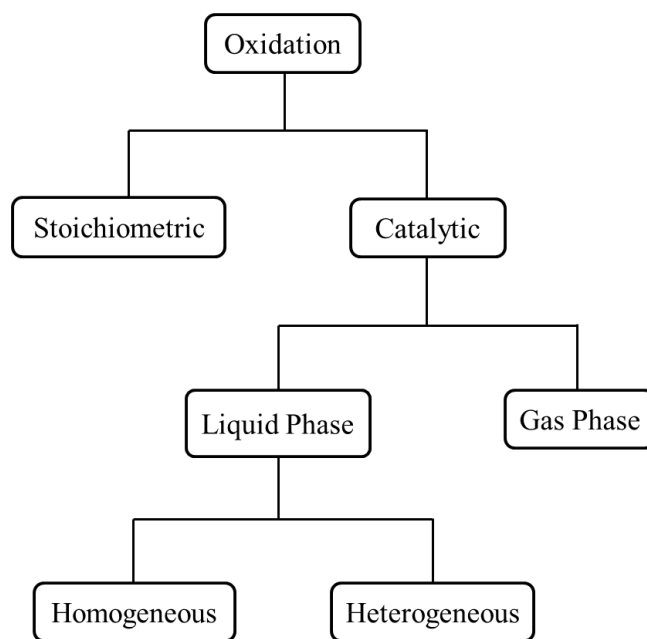 Oxidation
Stoichiometric
Catalytic
Liquid Phase
Gas Phase
Homogeneous
Heterogeneous